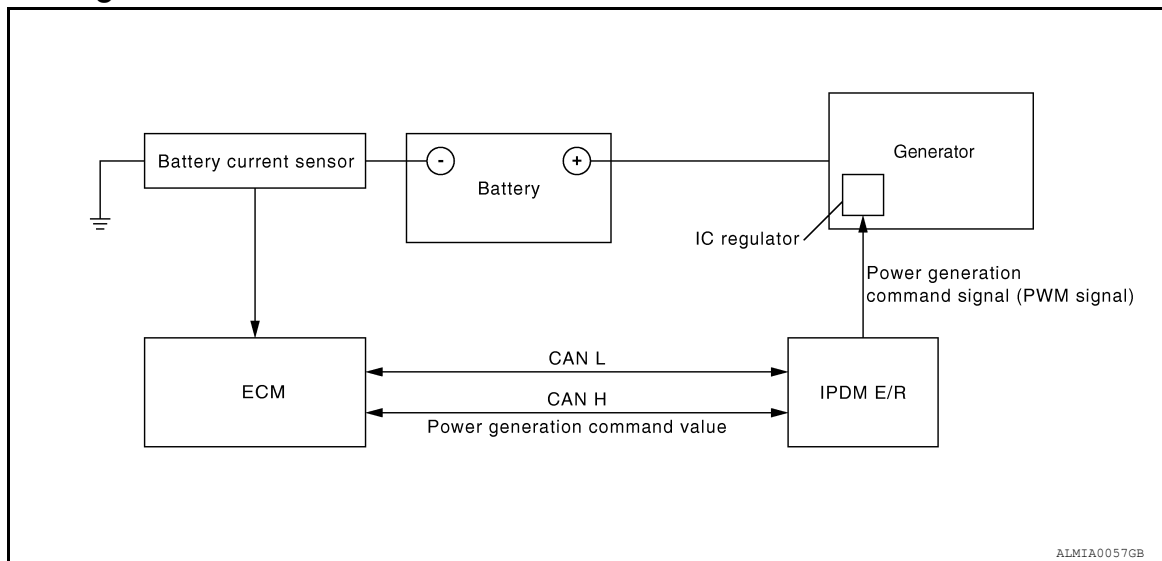 Battery current sensor
-
+
Battery
Generator
IC regulator
Power generation
command signal (PWM signal)
ECM
CAN L
CAN H
Power generation command value
IPDM E/R
ALMIA0057GB